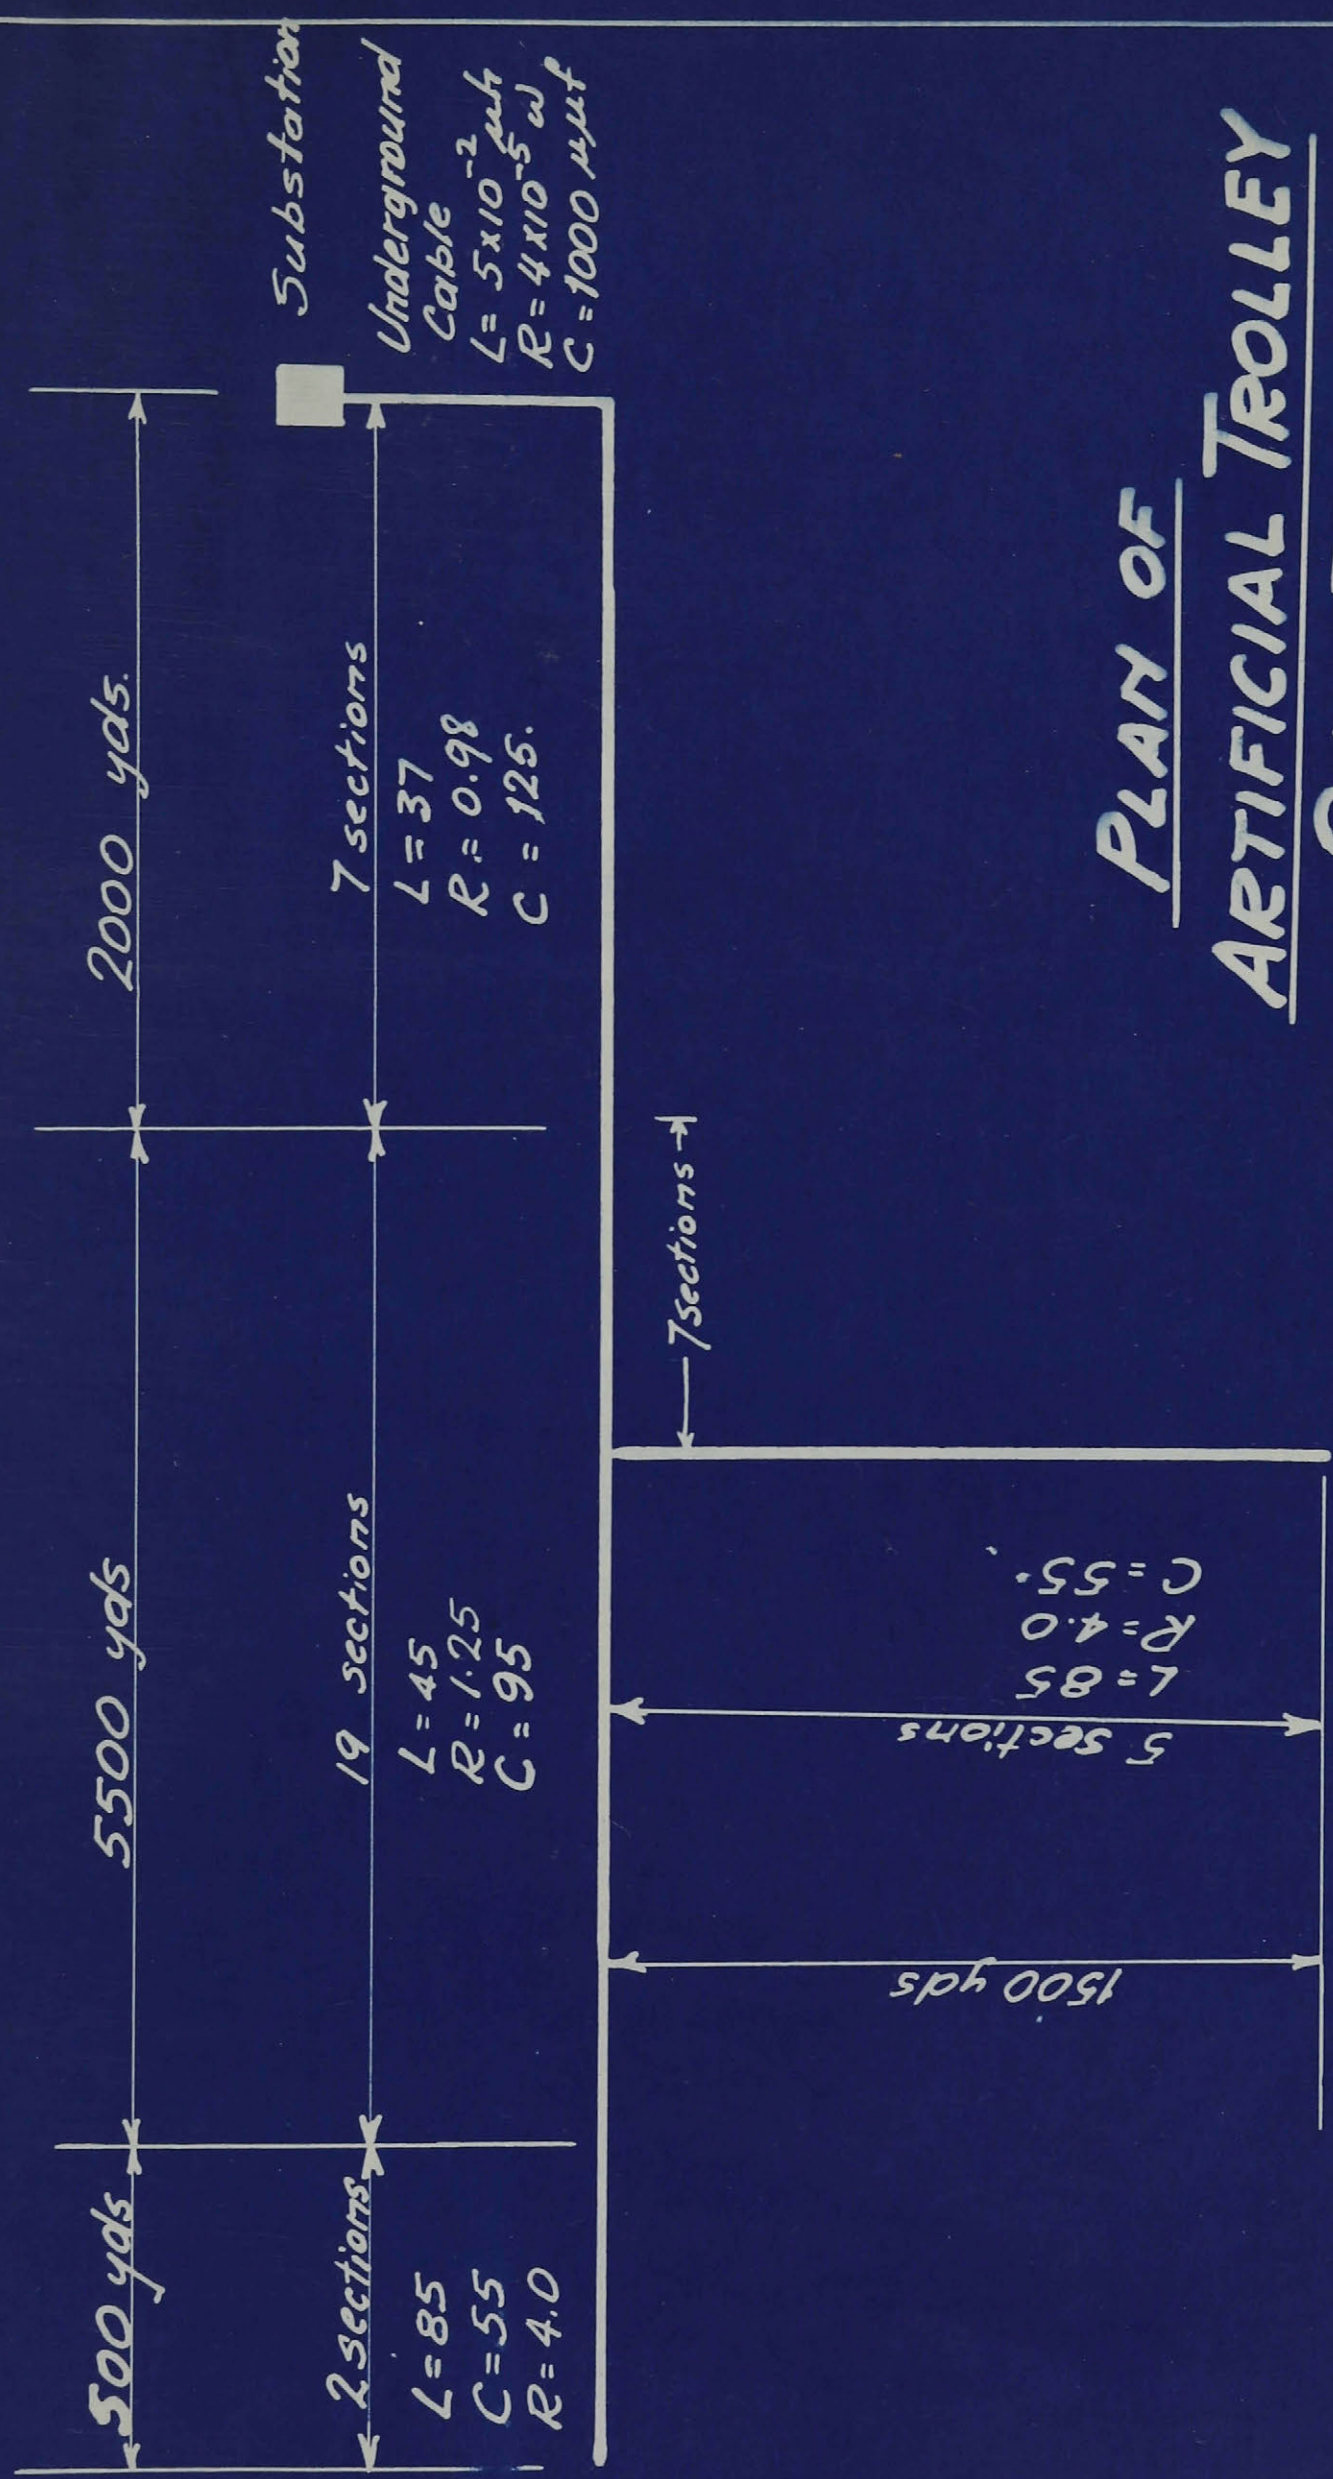 500 yds
5500 yds
2000 yds.
2 sections
19 sections
7 sections
Substation
L = 85
C = 55
R = 4.0
L = 45
R = 1.25
C = 95
L = 37
R = 0.98
C = 125.
Underground
Cable
L = 5x10⁻² μh
R = 4x10⁻⁵ ω
C = 1000 μμf
7 sections
1500 yds
5 sections
L = 85
R = 4.0
C = 55.
PLAN OF
ARTIFICIAL TROLLEY